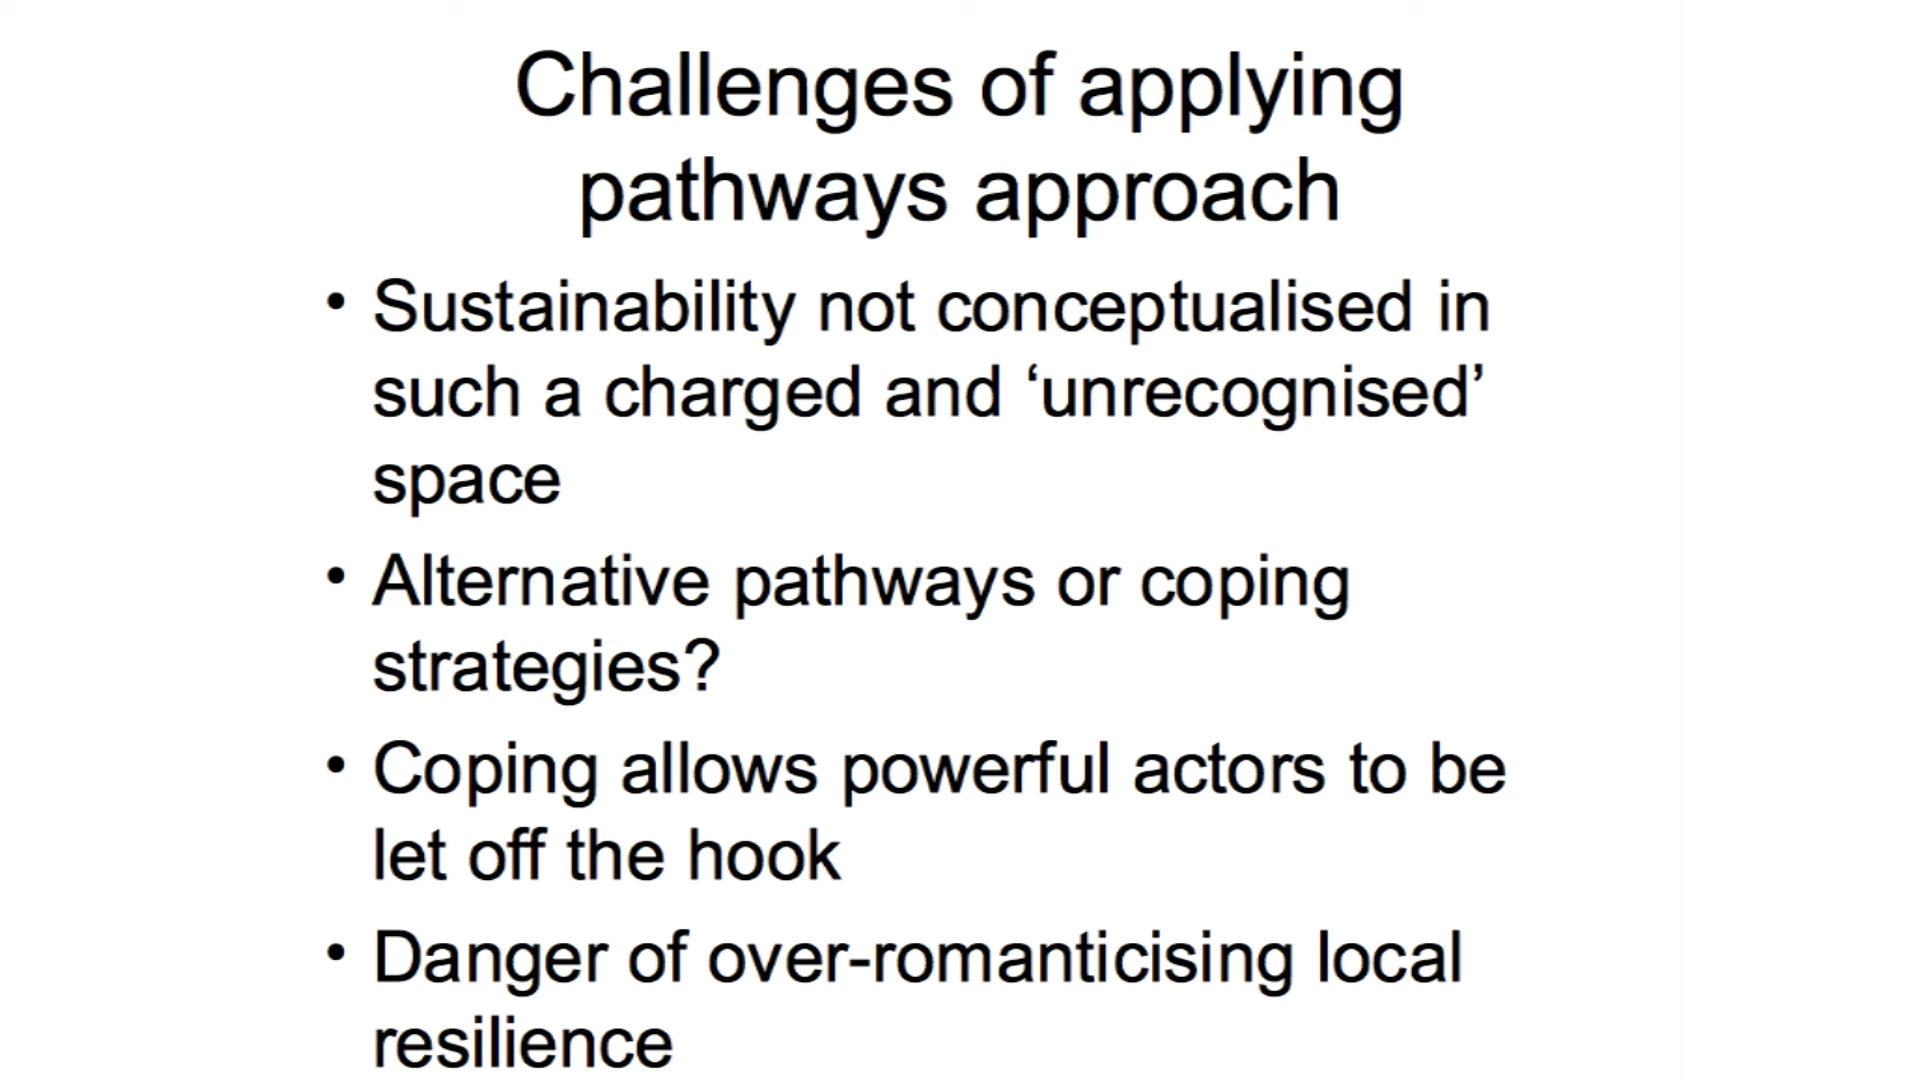 Challenges of applying
pathways approach
• Sustainability not conceptualised in
such a charged and ‘unrecognised’
space
• Alternative pathways or coping
strategies?
• Coping allows powerful actors to be
let off the hook
• Danger of over-romanticising local
resilience